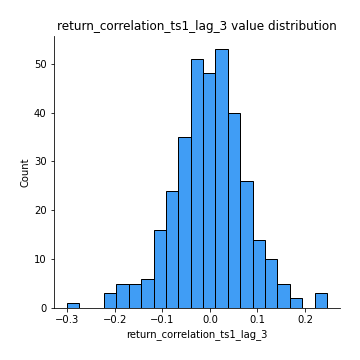 return_correlation_ts1_lag_3 value distribution
50
40
30
20
10
0
Count
−0.3 −0.2 −0.1 0.0 0.1 0.2
return_correlation_ts1_lag_3